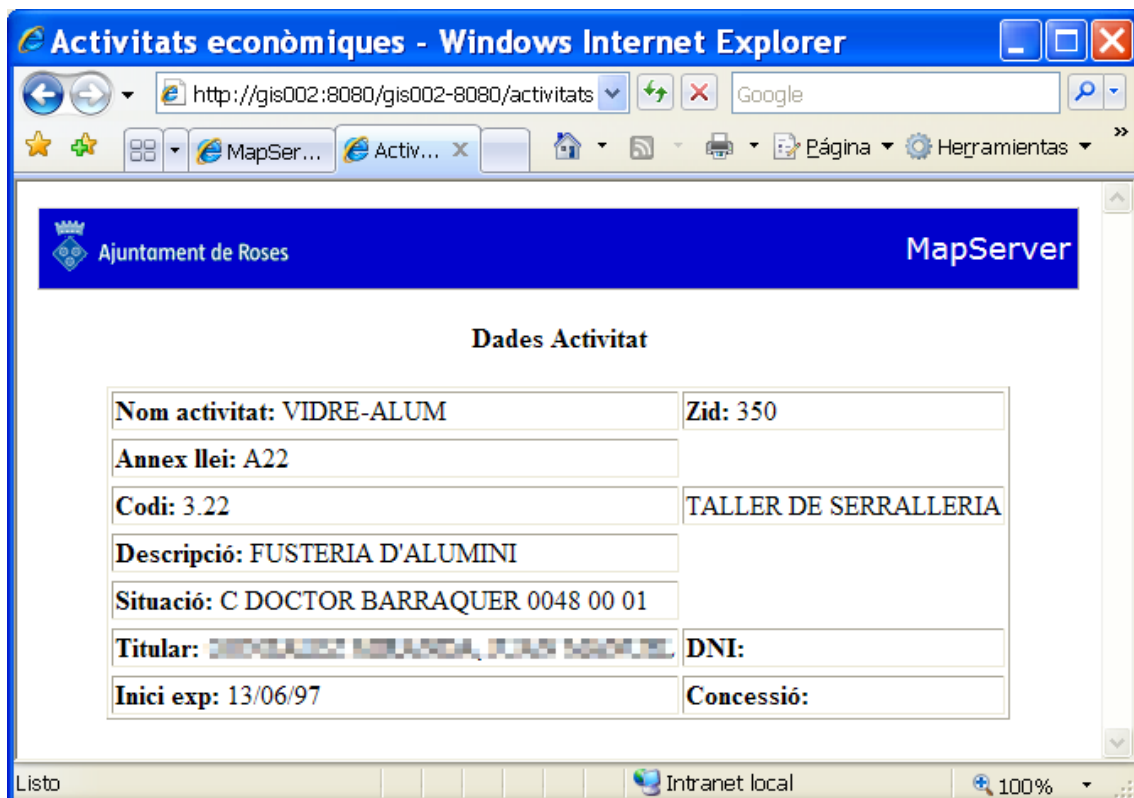 Activitats econòmiques - Windows Internet Explorer
http://gis002:8080/gis002-8080/activitats Google
MapSer... Activ... x Página Herramientas »
Ajuntament de Roses MapServer
Dades Activitat
Nom activitat: VIDRE-ALUM Zid: 350
Annex llei: A22
Codi: 3.22 TALLER DE SERRALLERIA
Descripció: FUSTERIA D'ALUMINI
Situació: C DOCTOR BARRAQUER 0048 00 01
Titular: DNI:
Inici exp: 13/06/97 Concessió:
Listo Intranet local 100%